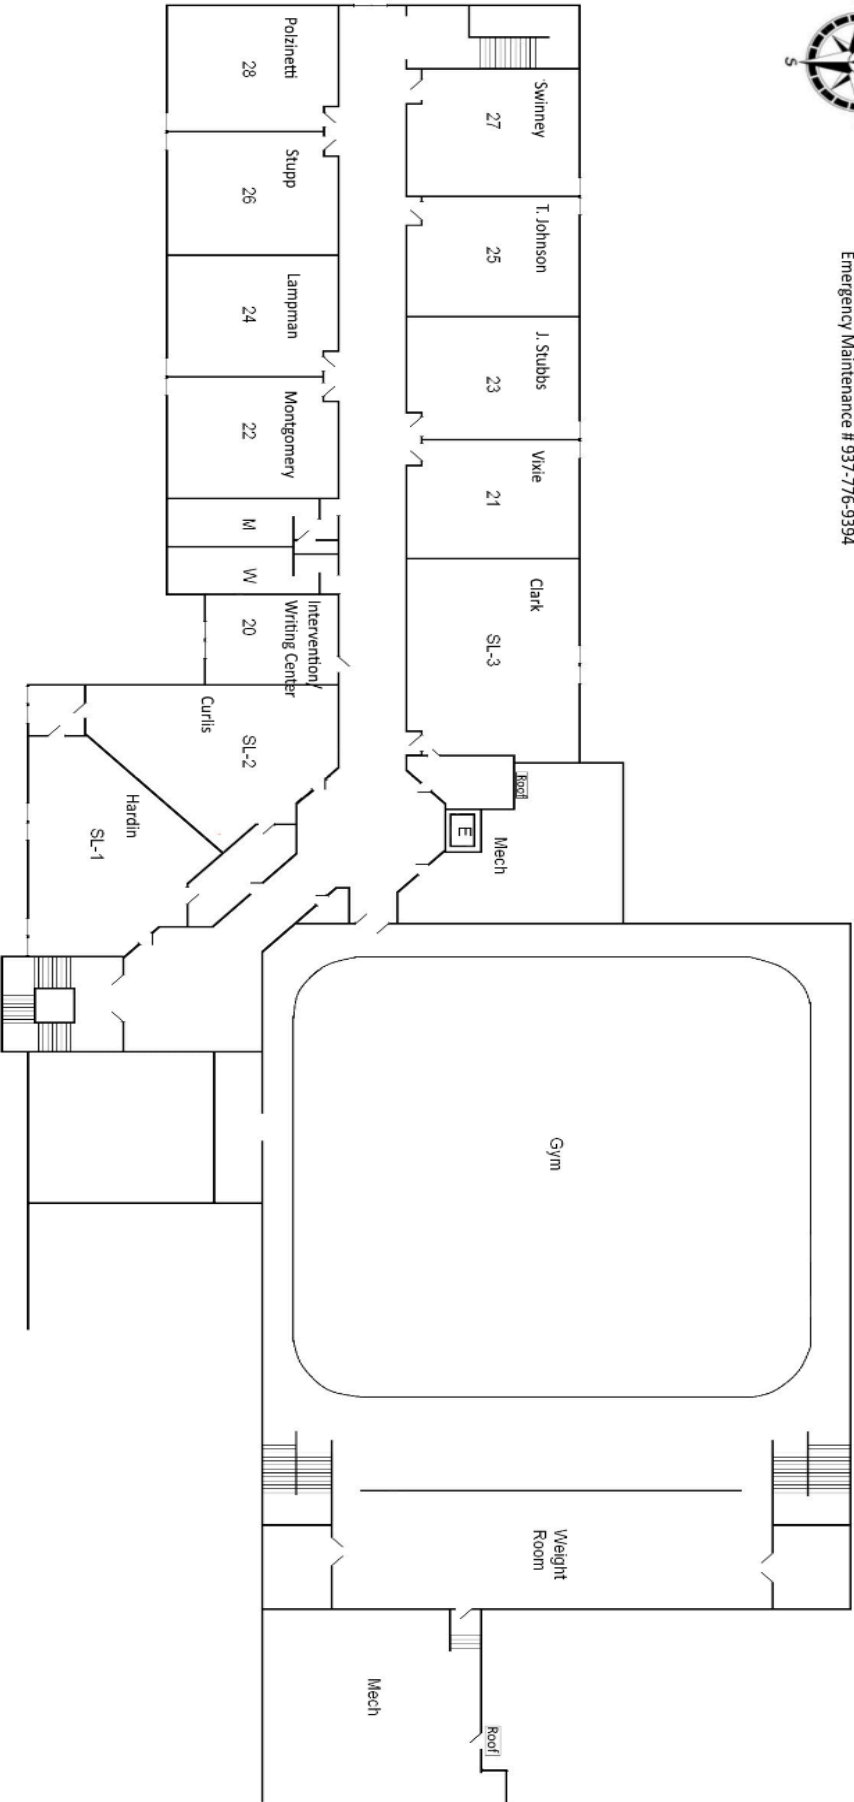 S
Emergency Maintenance # 937-776-9394
Polzinetti
28
'Swinney
27
Stupp
26
T. Johnson
25
Lampman
24
J. Stubbs
23
Montgomery
22
Vixie
21
M
W
Clark
SL-3
Intervention/
Writing Center
20
Curlis
SL-2
Roof
E
Mech
Hardin
SL-1
Gym
Weight
Room
Mech
Roof